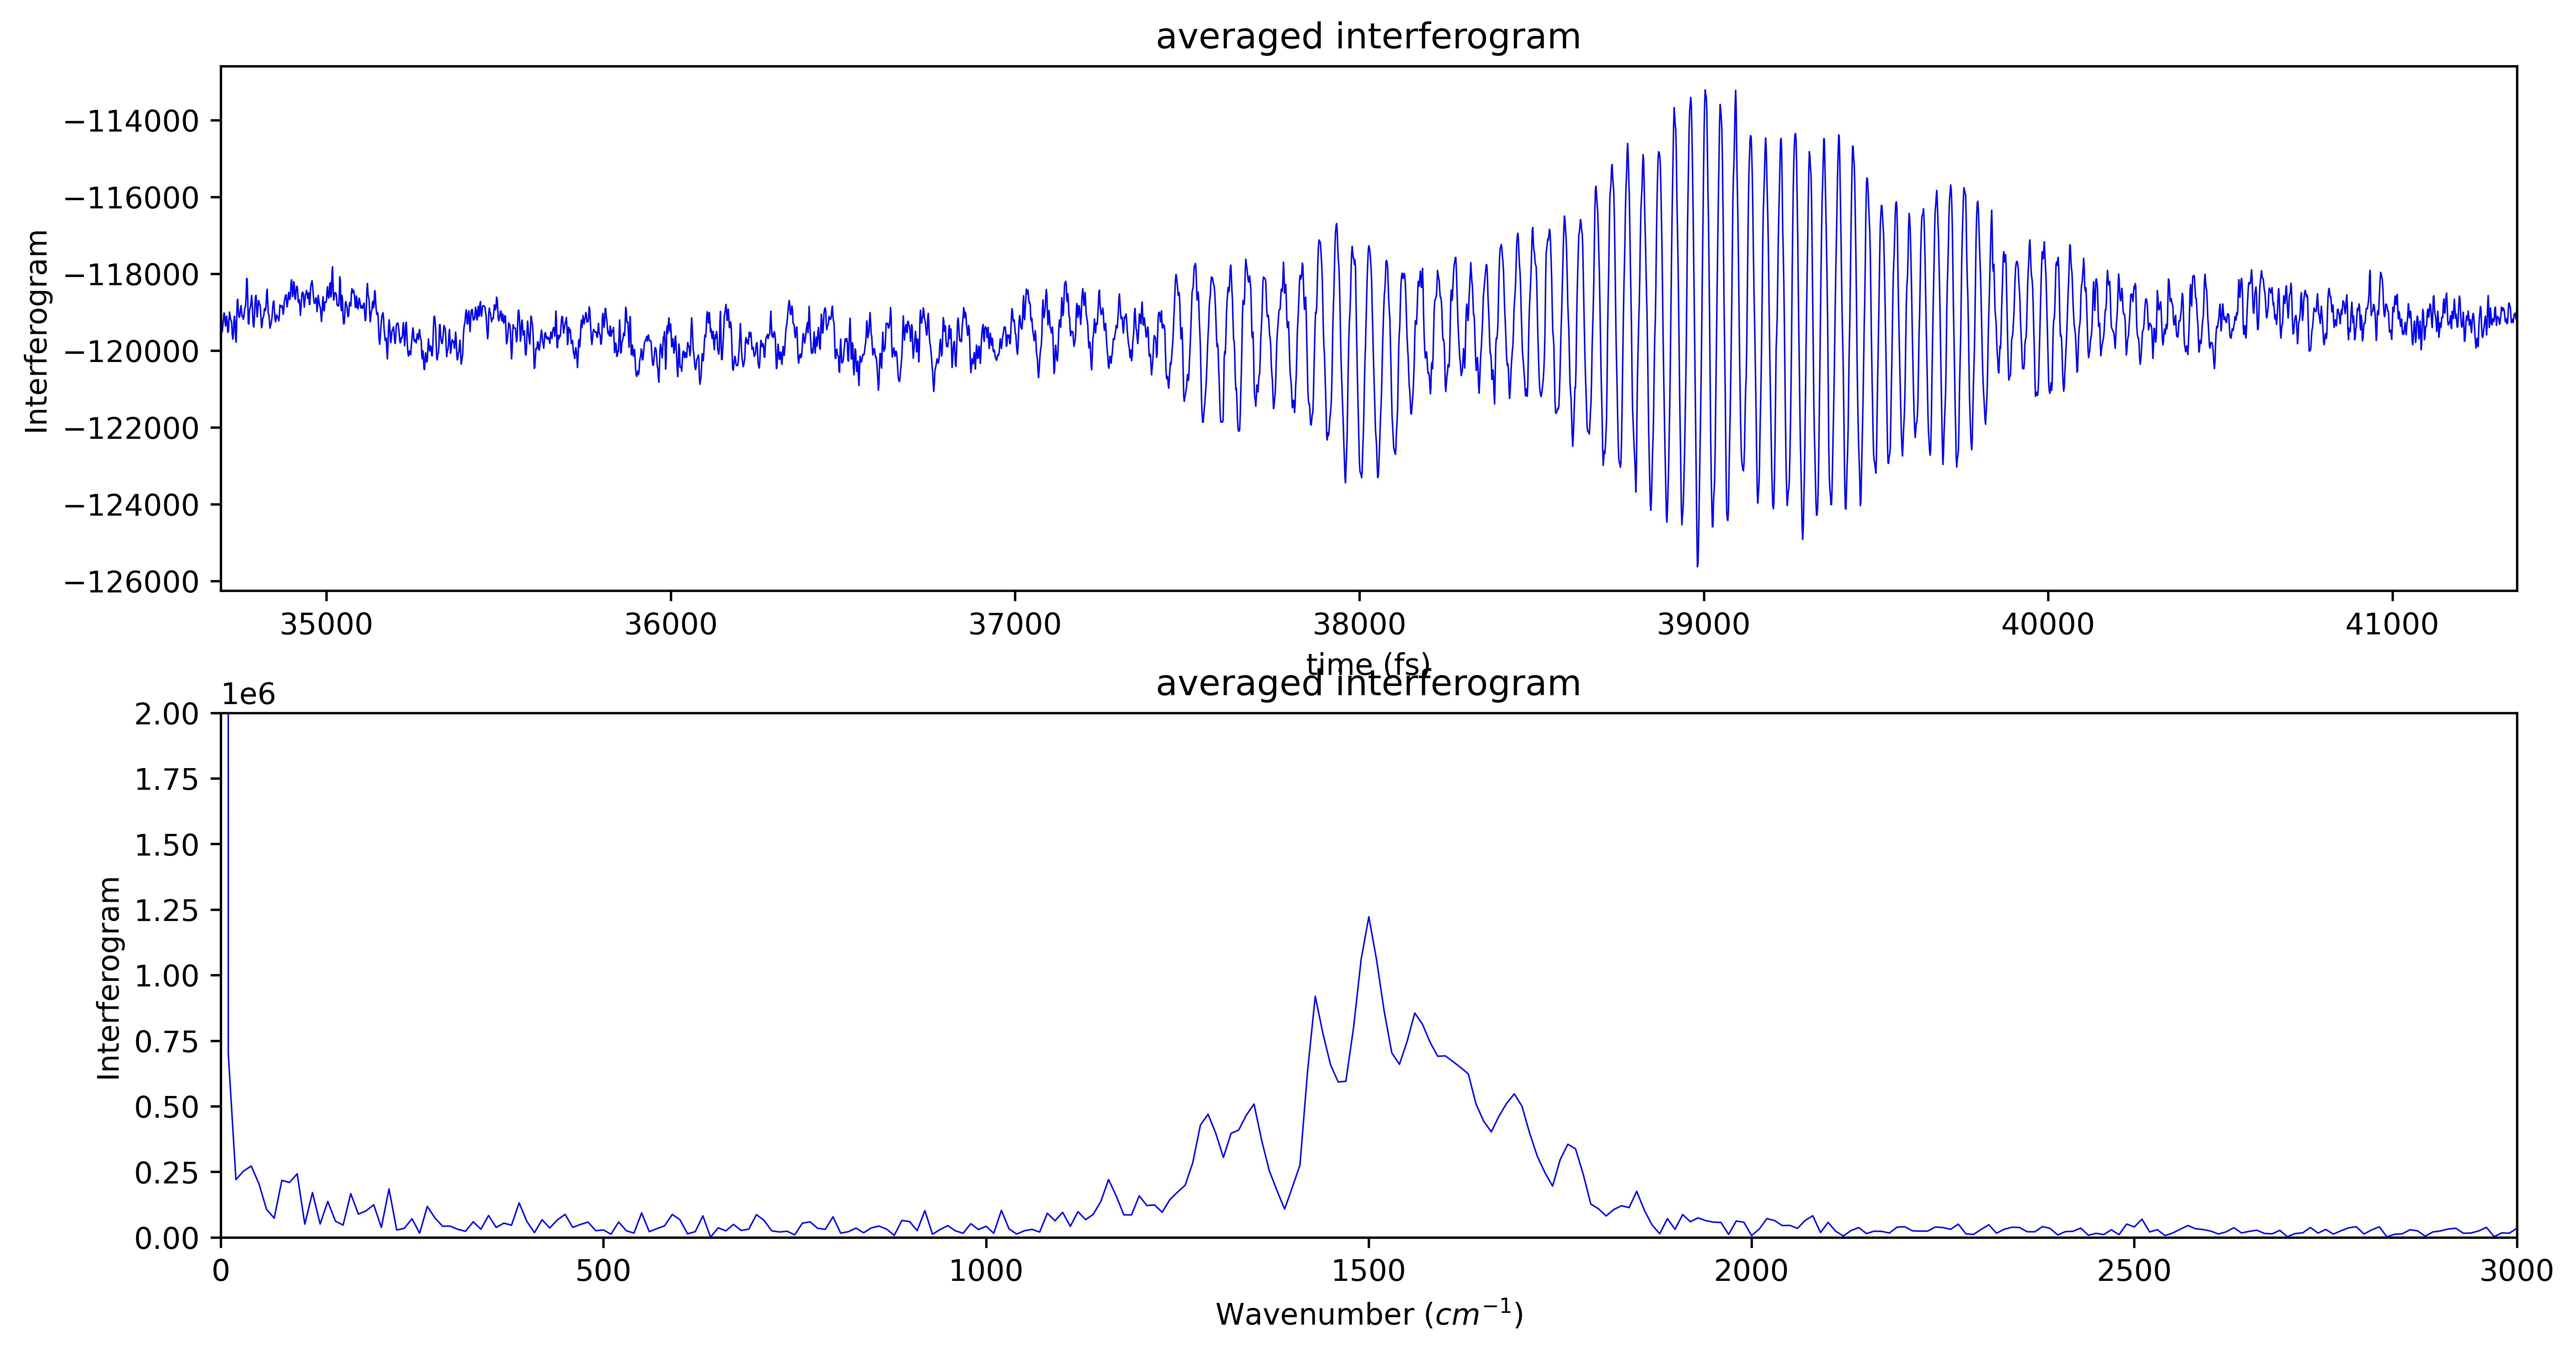 averaged interferogram
Interferogram
−114000
−116000
−118000
−120000
−122000
−124000
−126000
35000 36000 37000 38000 39000 40000 41000
time (fs)
averaged interferogram
1e6
Interferogram
2.00
1.75
1.50
1.25
1.00
0.75
0.50
0.25
0.00
0 500 1000 1500 2000 2500 3000
Wavenumber (cm⁻¹)